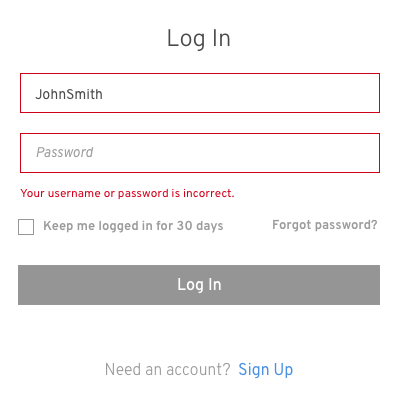 Log In
JohnSmith
Password
Your username or password is incorrect.
Keep me logged in for 30 days Forgot password?
Log In
Need an account? Sign Up